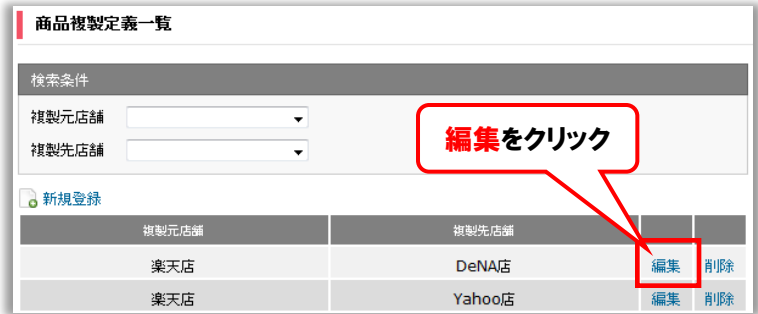 商品複製定義一覧
検索条件
複製元店舗
複製先店舗
編集をクリック
新規登録
複製元店舗 複製先店舗
楽天店 DeNA店 編集 削除
楽天店 Yahoo店 編集 削除